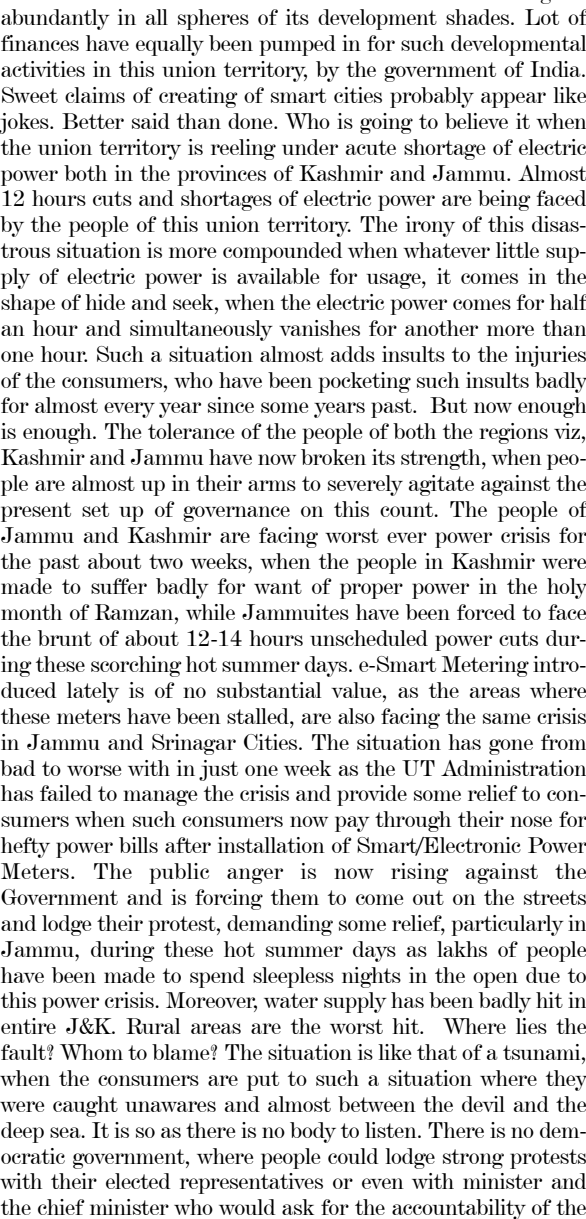 abundantly in all spheres of its development shades. Lot of
finances have equally been pumped in for such developmental
activities in this union territory, by the government of India.
Sweet claims of creating of smart cities probably appear like
jokes. Better said than done. Who is going to believe it when
the union territory is reeling under acute shortage of electric
power both in the provinces of Kashmir and Jammu. Almost
12 hours cuts and shortages of electric power are being faced
by the people of this union territory. The irony of this disas-
trous situation is more compounded when whatever little sup-
ply of electric power is available for usage, it comes in the
shape of hide and seek, when the electric power comes for half
an hour and simultaneously vanishes for another more than
one hour. Such a situation almost adds insults to the injuries
of the consumers, who have been pocketing such insults badly
for almost every year since some years past.  But now enough
is enough. The tolerance of the people of both the regions viz,
Kashmir and Jammu have now broken its strength, when peo-
ple are almost up in their arms to severely agitate against the
present set up of governance on this count. The people of
Jammu and Kashmir are facing worst ever power crisis for
the past about two weeks, when the people in Kashmir were
made to suffer badly for want of proper power in the holy
month of Ramzan, while Jammuites have been forced to face
the brunt of about 12-14 hours unscheduled power cuts dur-
ing these scorching hot summer days. e-Smart Metering intro-
duced lately is of no substantial value, as the areas where
these meters have been stalled, are also facing the same crisis
in Jammu and Srinagar Cities. The situation has gone from
bad to worse with in just one week as the UT Administration
has failed to manage the crisis and provide some relief to con-
sumers when such consumers now pay through their nose for
hefty power bills after installation of Smart/Electronic Power
Meters. The public anger is now rising against the
Government and is forcing them to come out on the streets
and lodge their protest, demanding some relief, particularly in
Jammu, during these hot summer days as lakhs of people
have been made to spend sleepless nights in the open due to
this power crisis. Moreover, water supply has been badly hit in
entire J&K. Rural areas are the worst hit.  Where lies the
fault? Whom to blame? The situation is like that of a tsunami,
when the consumers are put to such a situation where they
were caught unawares and almost between the devil and the
deep sea. It is so as there is no body to listen. There is no dem-
ocratic government, where people could lodge strong protests
with their elected representatives or even with minister and
the chief minister who would ask for the accountability of the